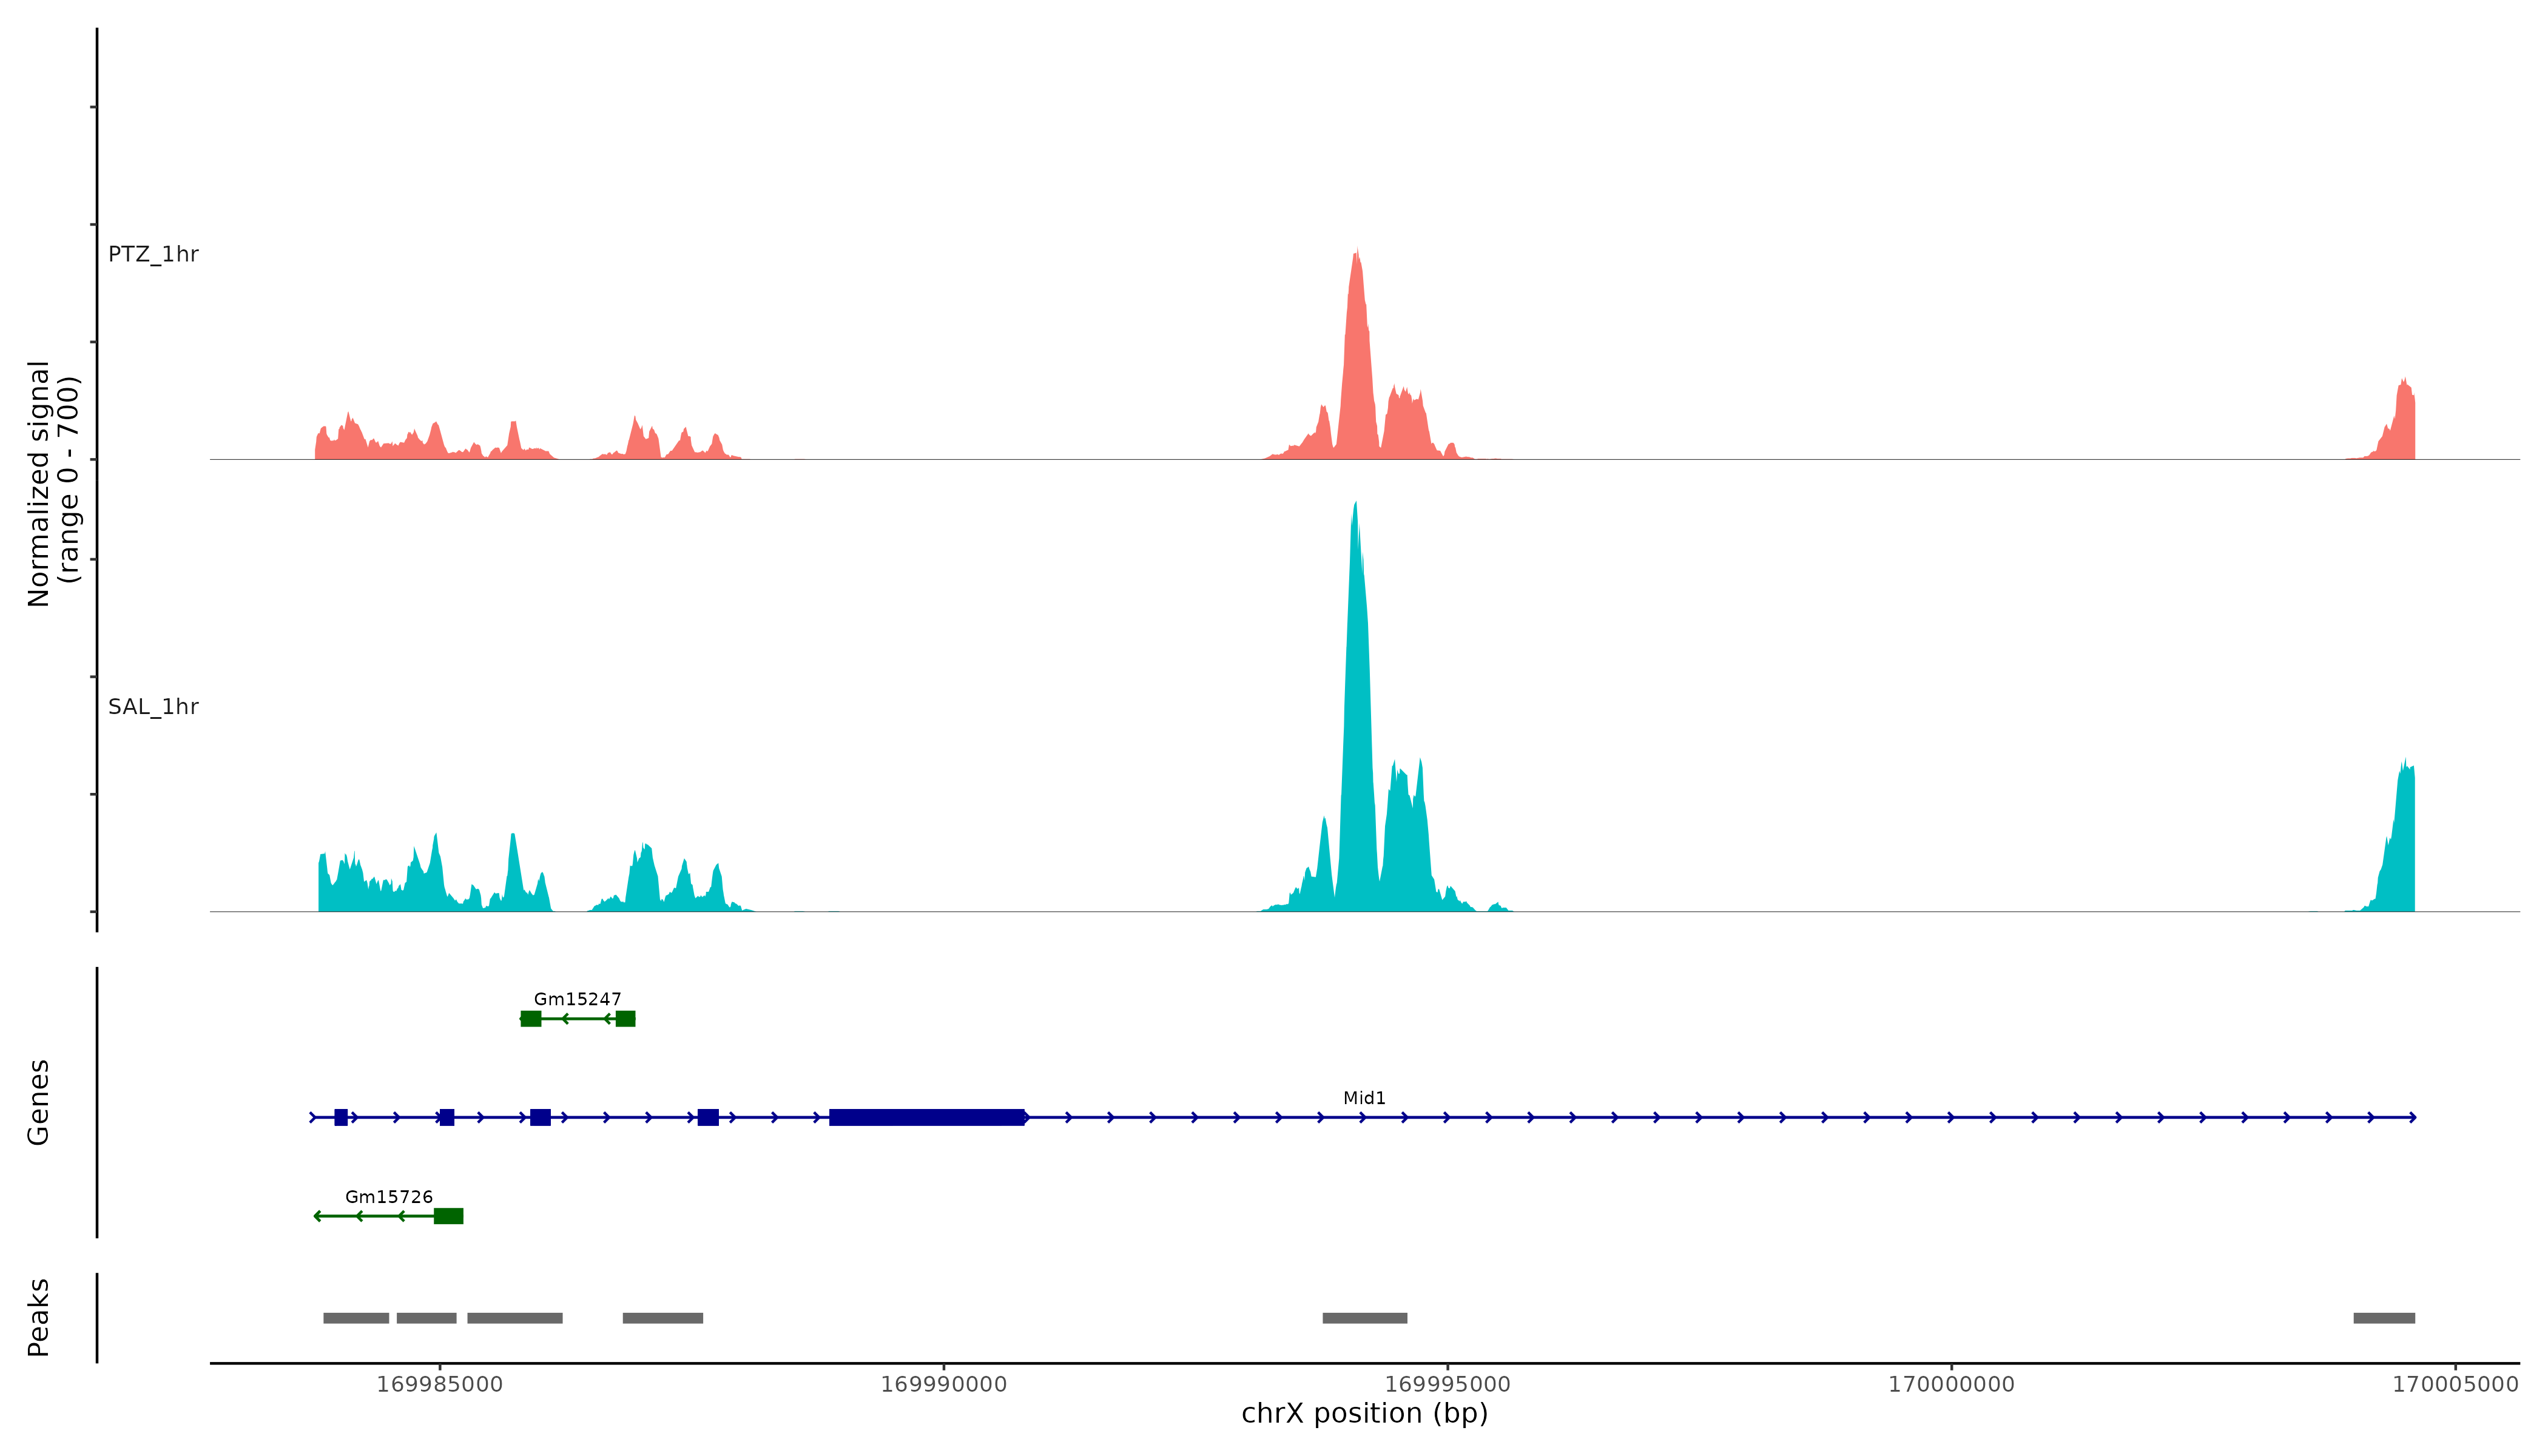 Normalized signal
(range 0 - 700)
PTZ_1hr
SAL_1hr
Genes
Gm15247
Mid1
Gm15726
Peaks
169985000 169990000 169995000 170000000 170005000
chrX position (bp)